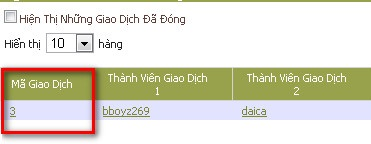 Hiện Thị Những Giao Dịch Đã Đóng
Hiển thị 10 hàng
Mã Giao Dịch
Thành Viên Giao Dịch
1
Thành Viên Giao Dịch
2
3 bboyz269 daica